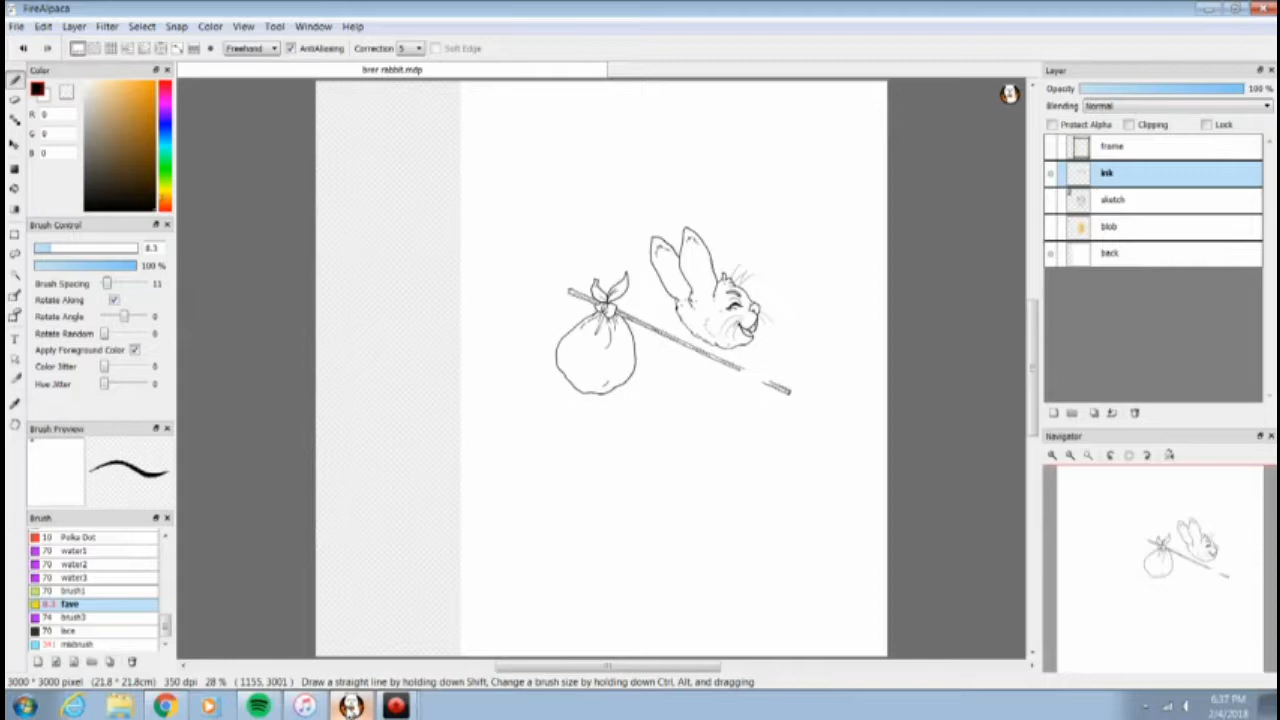 FireAlpaca
File Edit Layer Filter Select Snap Color View Tool Window Help
Freehand AntiAliasing Correction 5 Soft Edge
Color
brer rabbit.mdp
Layer
R 0
G 0
B 0
Opacity 100 %
Blending Normal
Protect Alpha Clipping Lock
frame
ink
sketch
blob
back
Brush Control
8.3
100 %
Brush Spacing 11
Rotate Along
Rotate Angle 0
Rotate Random 0
Apply Foreground Color
Color Jitter 0
Hue Jitter 0
Brush Preview
Navigator
Brush
10 Polka Dot
70 water1
70 water2
70 water3
70 brush1
8.3 fave
74 brush3
70 lace
341 mixbrush
3000 * 3000 pixel (21.8 * 21.8cm) 350 dpi 28 % (1155, 3001) Draw a straight line by holding down Shift, Change a brush size by holding down Ctrl, Alt, and dragging
6:37 PM
2/4/2018